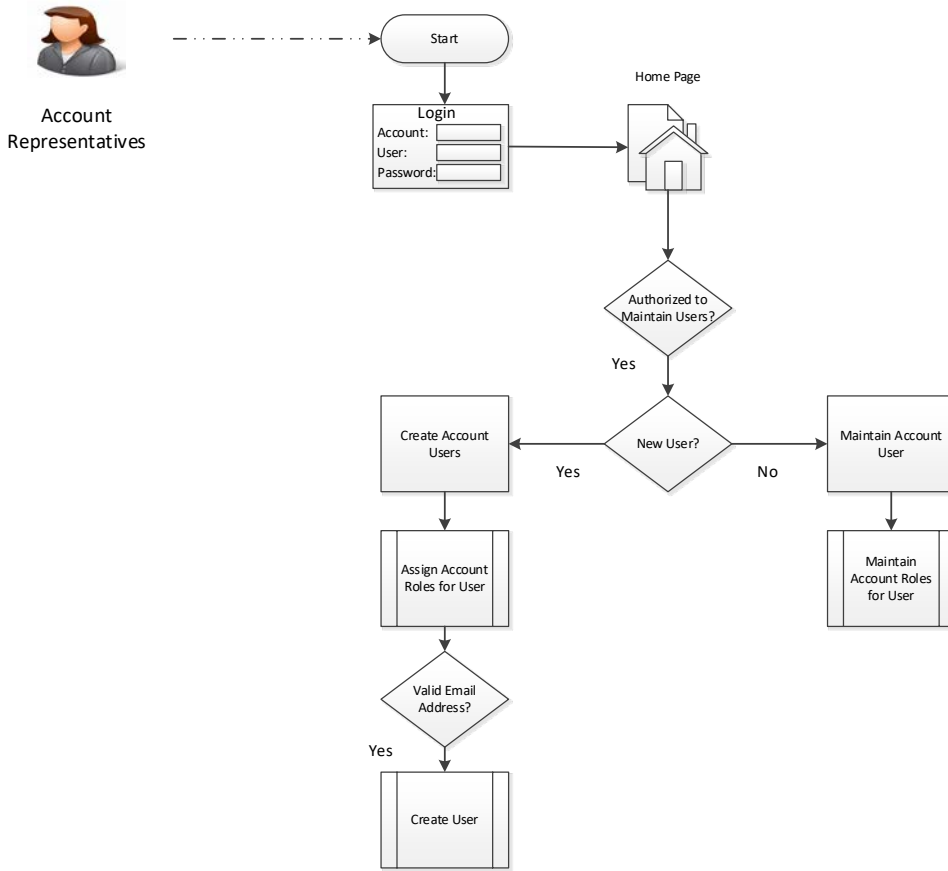 Start
Account
Representatives
Home Page
Login
Account:
User:
Password:
Authorized to
Maintain Users?
Yes
Create Account
Users
New User?
Maintain Account
User
Yes
No
Assign Account
Roles for User
Maintain
Account Roles
for User
Valid Email
Address?
Yes
Create User